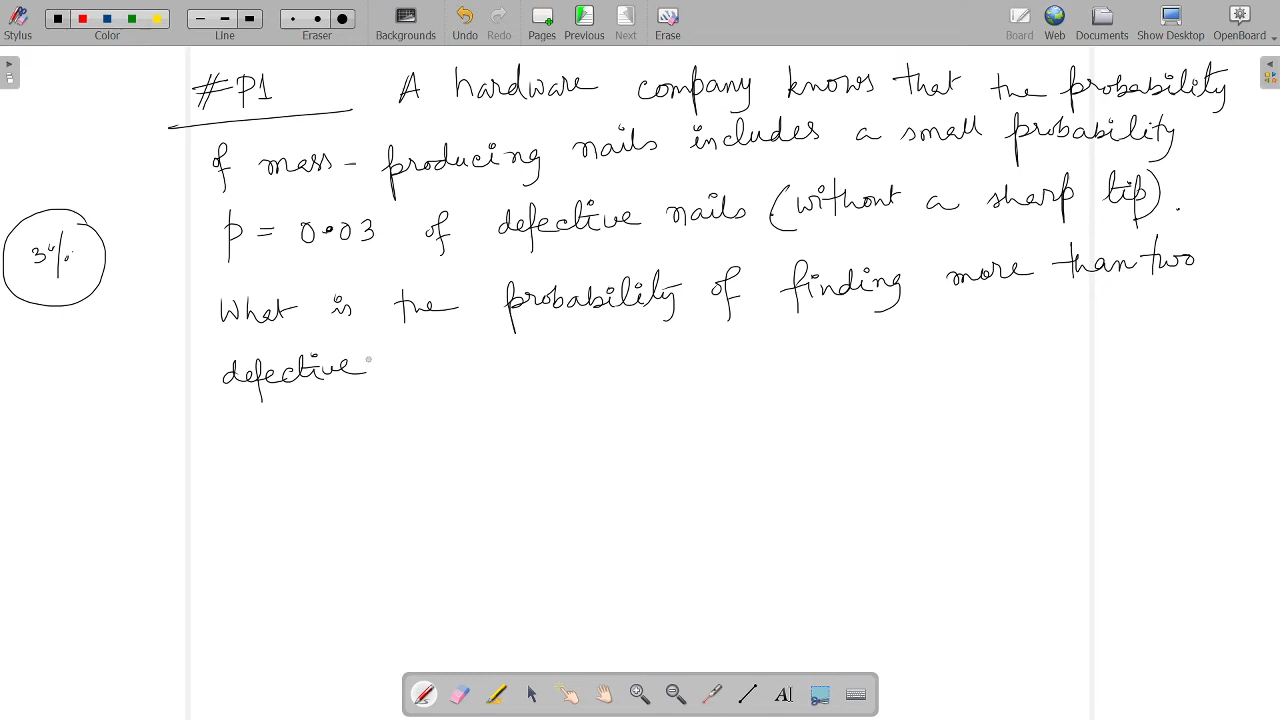 Stylus
Color
Line
Eraser
Backgrounds
Undo
Redo
Pages
Previous
Next
Erase
Board
Web
Documents
Show Desktop
OpenBoard
#P1 A hardware company knows that the probability
of mass-producing nails includes a small probability
p = 0.03 of defective nails (without a sharp tip).
3%
What is the probability of finding more than two
defective